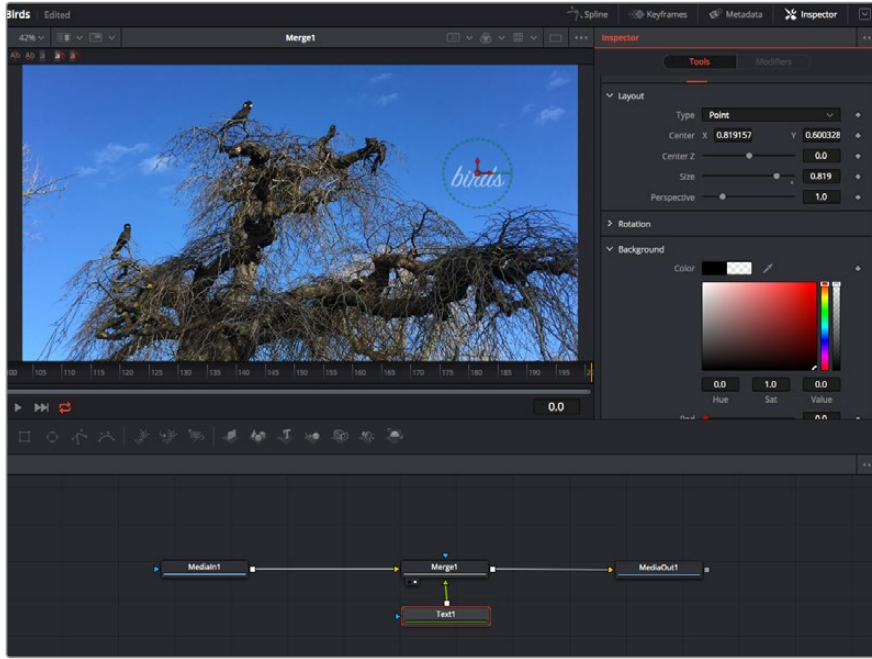 Birds Edited Spline Keyframes Metadata Inspector
42% Merge1 Inspector
Tools Modifiers
Layout
Type Point
Center X 0.819157 Y 0.600328
Center Z 0.0
Size 0.819
Perspective 1.0
birds
Rotation
Background
Color
105 110 115 120 125 130 135 140 145 150 155 160 165 170 175 180 185 190 195
0.0 1.0 0.0
Hue Sat Value
0.0
MediaIn1 Merge1 MediaOut1
Text1